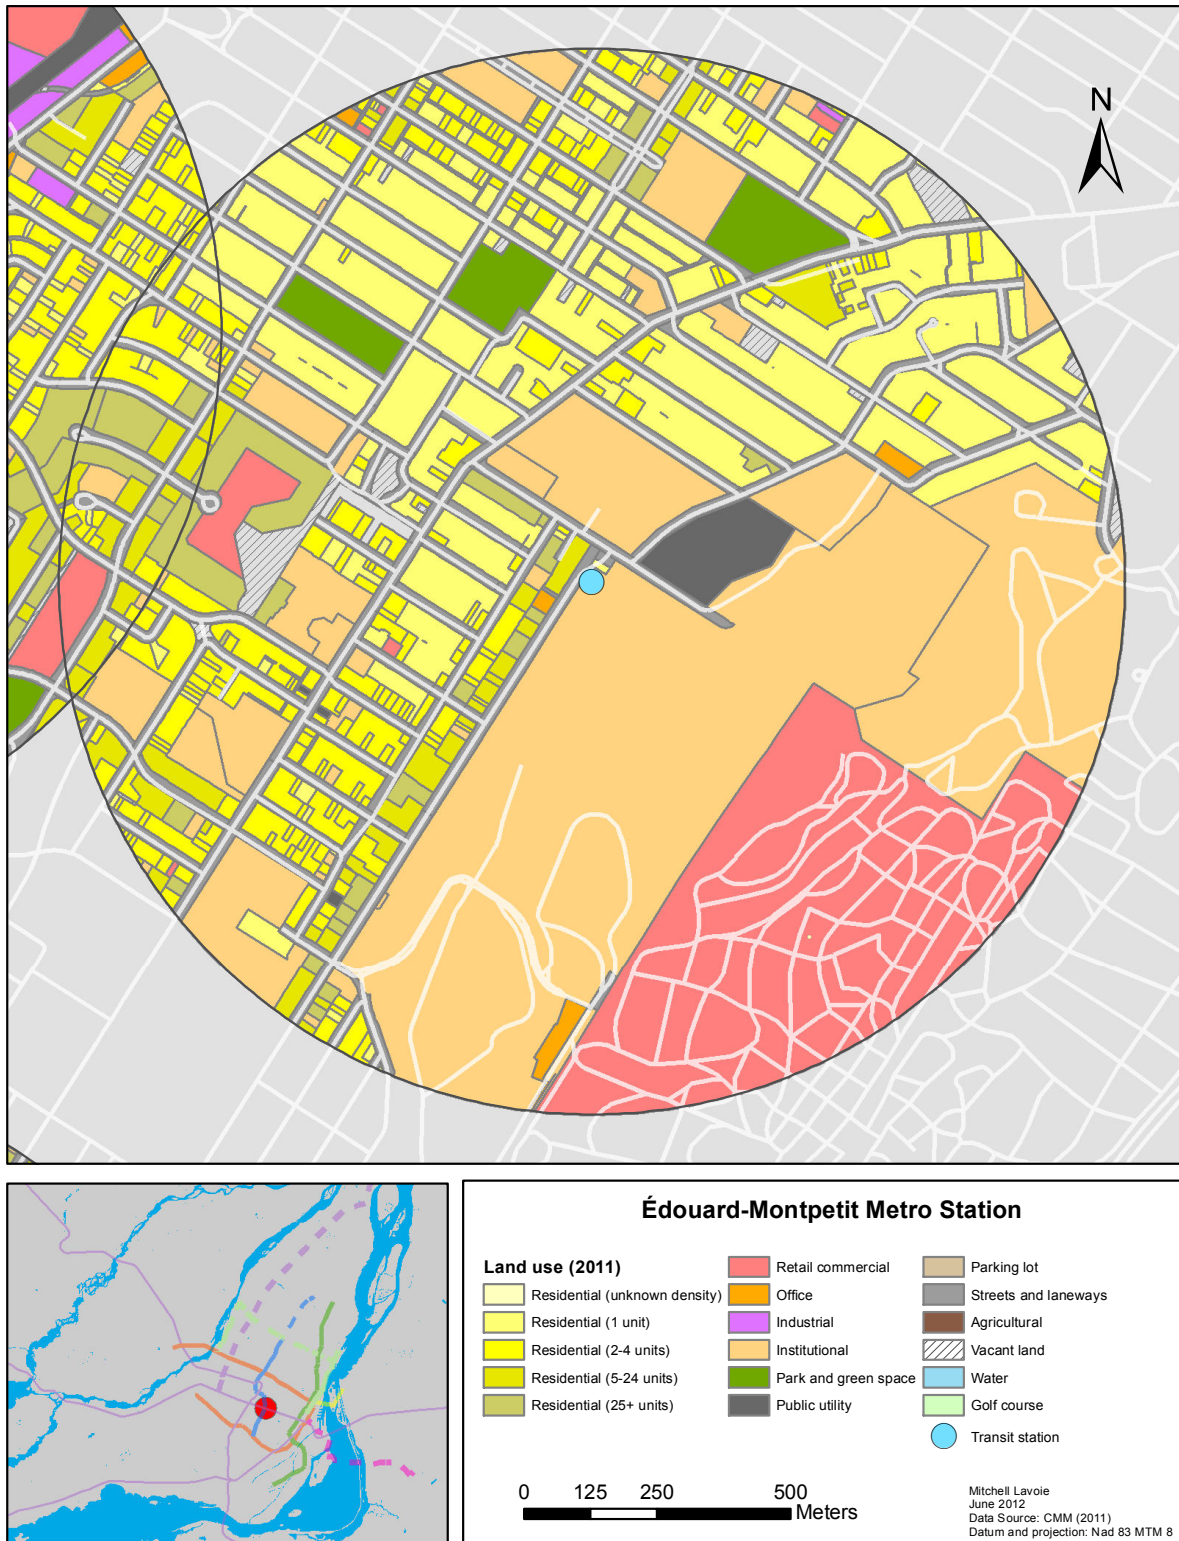 N
Édouard-Montpetit Metro Station
Land use (2011)
Residential (unknown density)
Residential (1 unit)
Residential (2-4 units)
Residential (5-24 units)
Residential (25+ units)
Retail commercial
Office
Industrial
Institutional
Park and green space
Public utility
Parking lot
Streets and laneways
Agricultural
Vacant land
Water
Golf course
Transit station
0 125 250 500
Meters
Mitchell Lavoie
June 2012
Data Source: CMM (2011)
Datum and projection: Nad 83 MTM 8